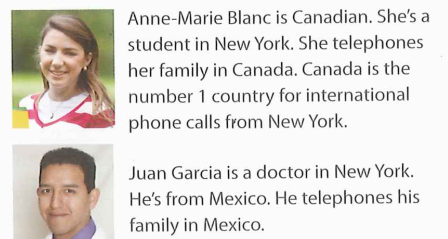 Anne-Marie Blanc is Canadian. She's a
student in New York. She telephones
her family in Canada. Canada is the
number 1 country for international
phone calls from New York.
Juan Garcia is a doctor in New York.
He's from Mexico. He telephones his
family in Mexico.